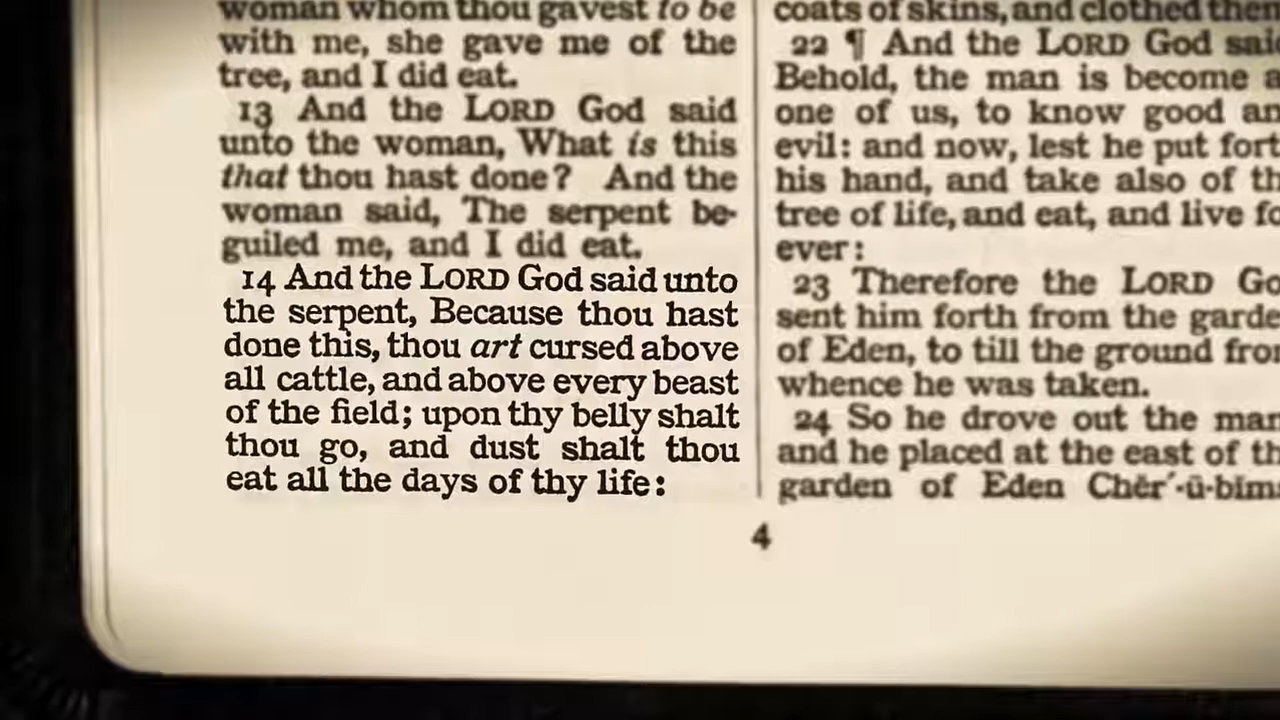 woman whom thou gavest to be
with me, she gave me of the
tree, and I did eat.
13 And the LORD God said
unto the woman, What is this
that thou hast done? And the
woman said, The serpent be-
guiled me, and I did eat.
14 And the LORD God said unto
the serpent, Because thou hast
done this, thou art cursed above
all cattle, and above every beast
of the field; upon thy belly shalt
thou go, and dust shalt thou
eat all the days of thy life:
coats of skins, and clothed them
22 ¶ And the LORD God
Behold, the man is become
one of us, to know good
evil: and now, lest he put
his hand, and take also of
tree of life, and eat, and live
ever:
23 Therefore the LORD
sent him forth from the
of Eden, to till the ground
whence he was taken.
24 So he drove out the
and he placed at the east of
garden of Eden
4